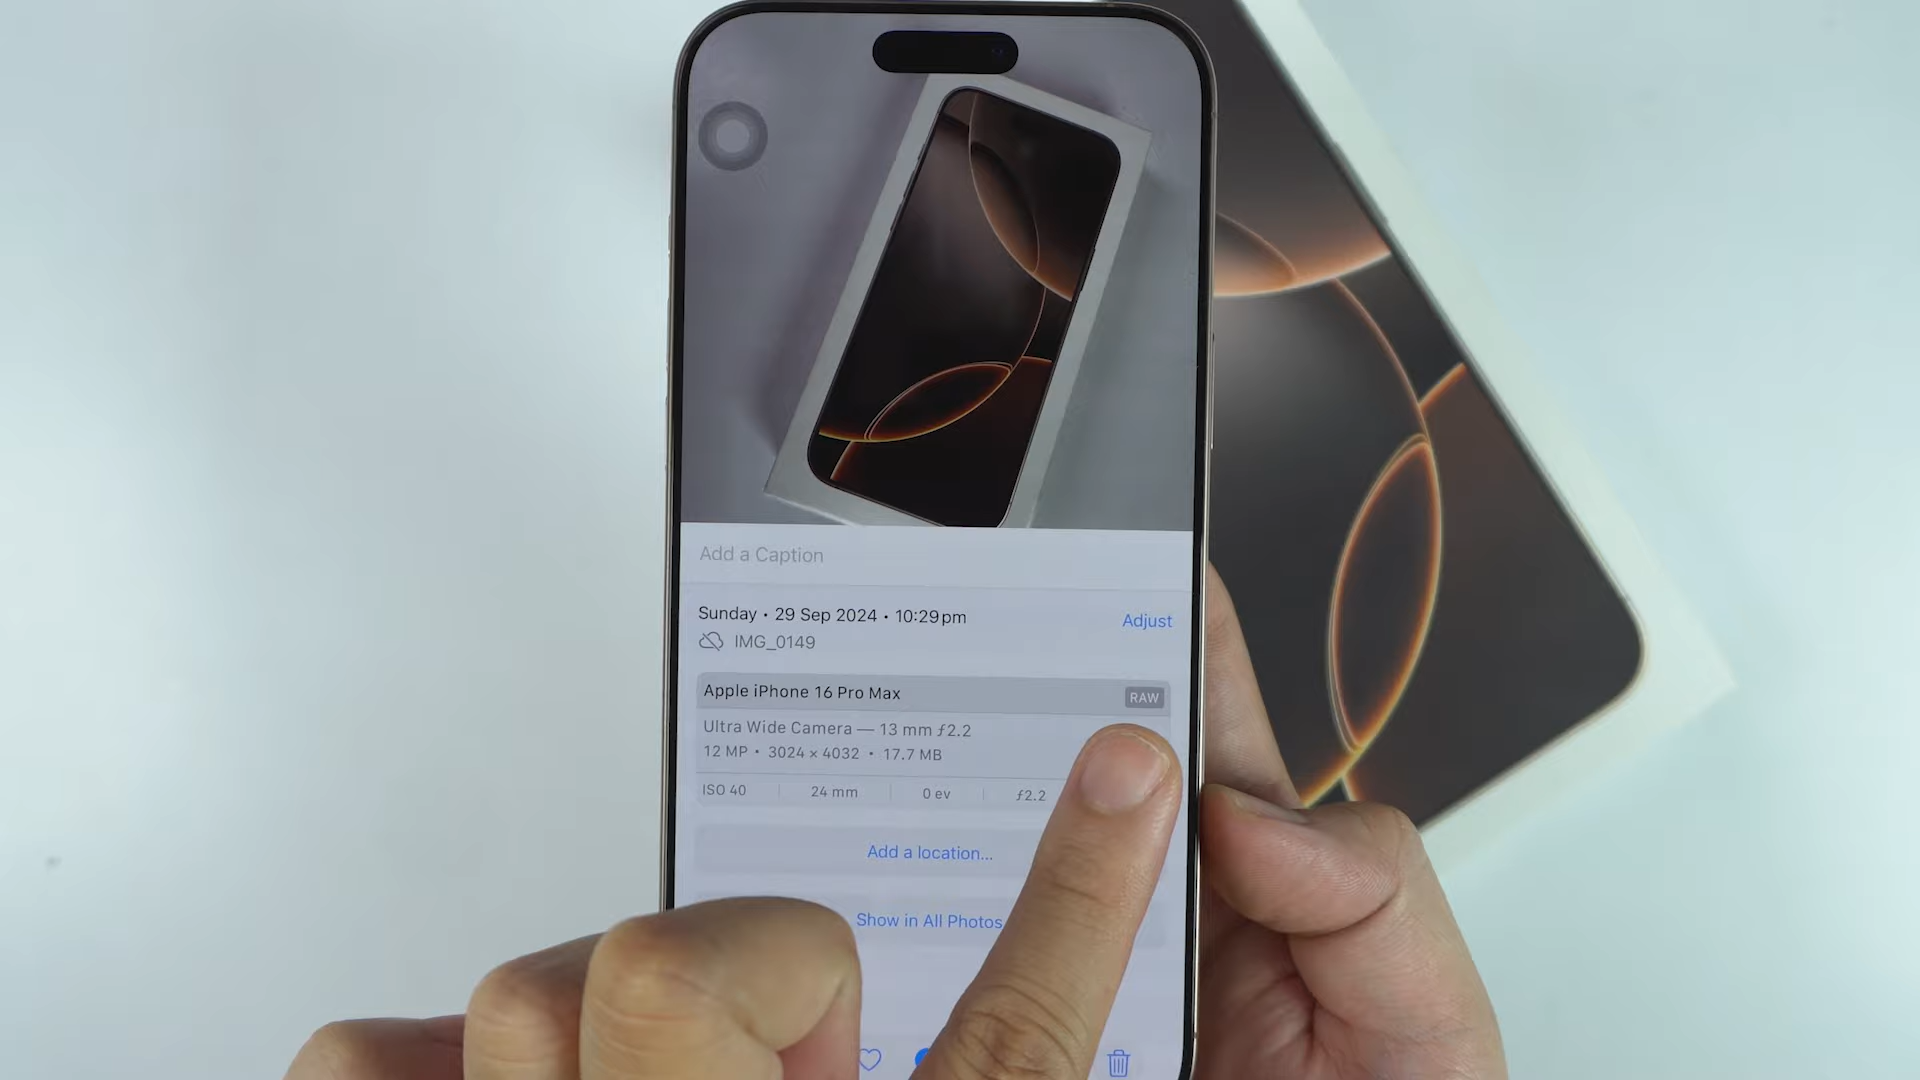 Add a Caption
Sunday • 29 Sep 2024 • 10:29 pm
Adjust
IMG_0149
Apple iPhone 16 Pro Max
RAW
Ultra Wide Camera — 13 mm ƒ2.2
12 MP • 3024 × 4032 • 17.7 MB
ISO 40
24 mm
0 ev
ƒ2.2
Add a location...
Show in All Photos